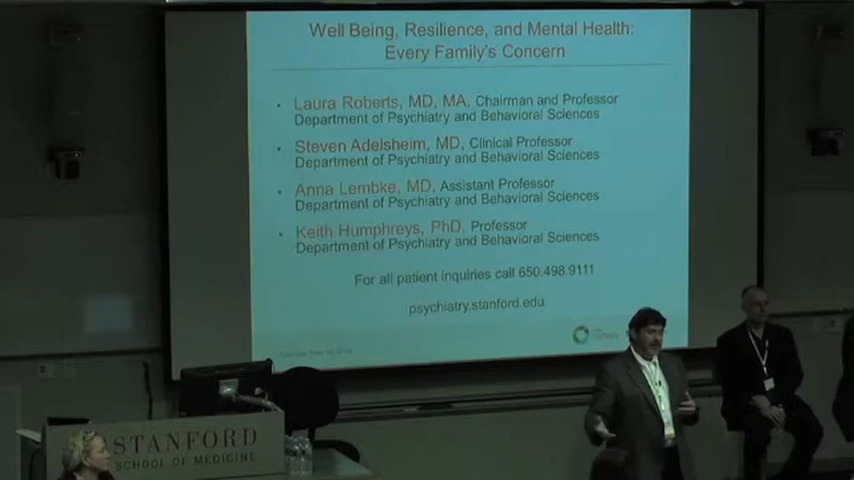 Well Being, Resilience, and Mental Health:
Every Family's Concern
• Laura Roberts, MD, MA, Chairman and Professor
Department of Psychiatry and Behavioral Sciences
• Steven Adelsheim, MD, Clinical Professor
Department of Psychiatry and Behavioral Sciences
• Anna Lembke, MD, Assistant Professor
Department of Psychiatry and Behavioral Sciences
• Keith Humphreys, PhD, Professor
Department of Psychiatry and Behavioral Sciences
For all patient inquiries call 650.498.9111
psychiatry.stanford.edu
STANFORD
SCHOOL OF MEDICINE